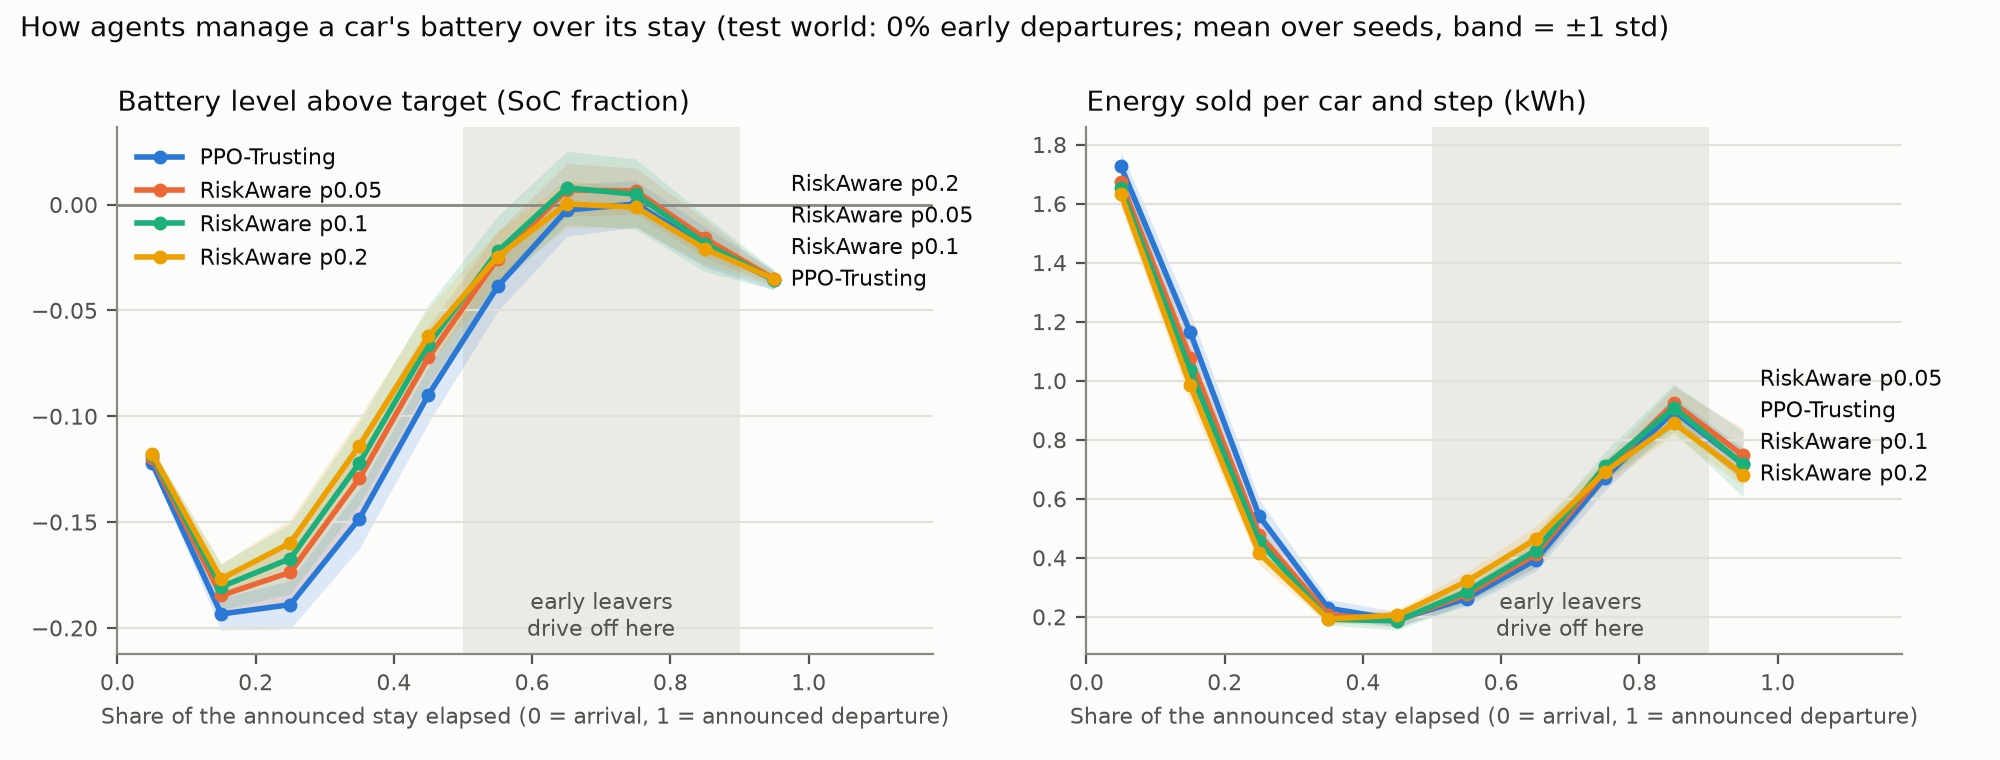 How agents manage a car's battery over its stay (test world: 0% early departures; mean over seeds, band = ±1 std)
Battery level above target (SoC fraction)
PPO-Trusting
RiskAware p0.05
RiskAware p0.1
RiskAware p0.2
0.00
−0.05
−0.10
−0.15
−0.20
RiskAware p0.2
RiskAware p0.05
RiskAware p0.1
PPO-Trusting
early leavers
drive off here
0.0 0.2 0.4 0.6 0.8 1.0
Share of the announced stay elapsed (0 = arrival, 1 = announced departure)
Energy sold per car and step (kWh)
1.8
1.6
1.4
1.2
1.0
0.8
0.6
0.4
0.2
RiskAware p0.05
PPO-Trusting
RiskAware p0.1
RiskAware p0.2
early leavers
drive off here
0.0 0.2 0.4 0.6 0.8 1.0
Share of the announced stay elapsed (0 = arrival, 1 = announced departure)